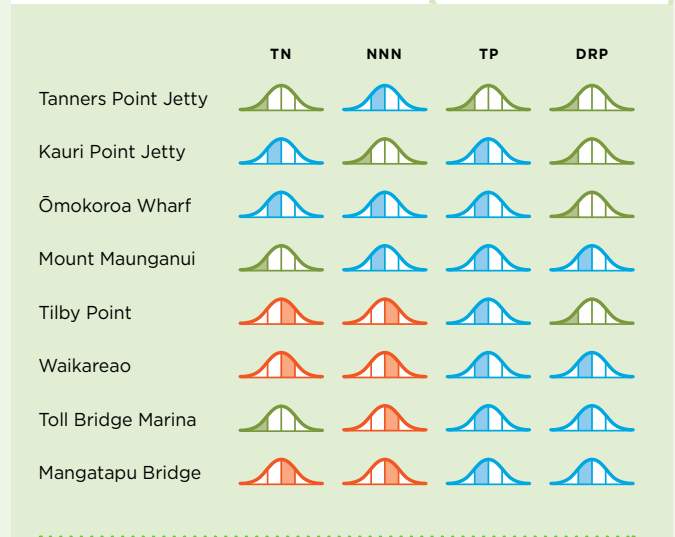 TN NNN TP DRP
Tanners Point Jetty
Kauri Point Jetty
Ōmokoroa Wharf
Mount Maunganui
Tilby Point
Waikareao
Toll Bridge Marina
Mangatapu Bridge